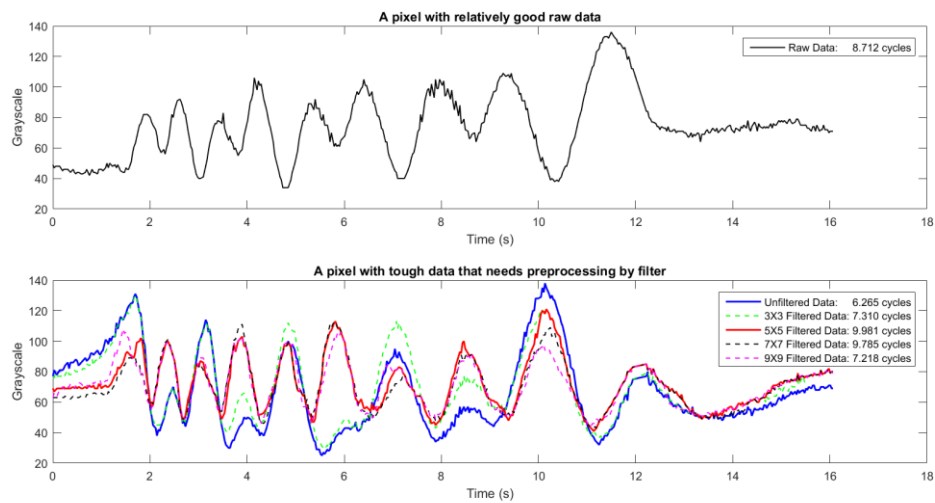 A pixel with relatively good raw data
140
120
100
80
60
40
20
Grayscale
Raw Data: 8.712 cycles
0 2 4 6 8 10 12 14 16 18
Time (s)
A pixel with tough data that needs preprocessing by filter
140
120
100
80
60
40
20
Grayscale
Unfiltered Data: 6.265 cycles
3X3 Filtered Data: 7.310 cycles
5X5 Filtered Data: 9.981 cycles
7X7 Filtered Data: 9.785 cycles
9X9 Filtered Data: 7.218 cycles
0 2 4 6 8 10 12 14 16 18
Time (s)